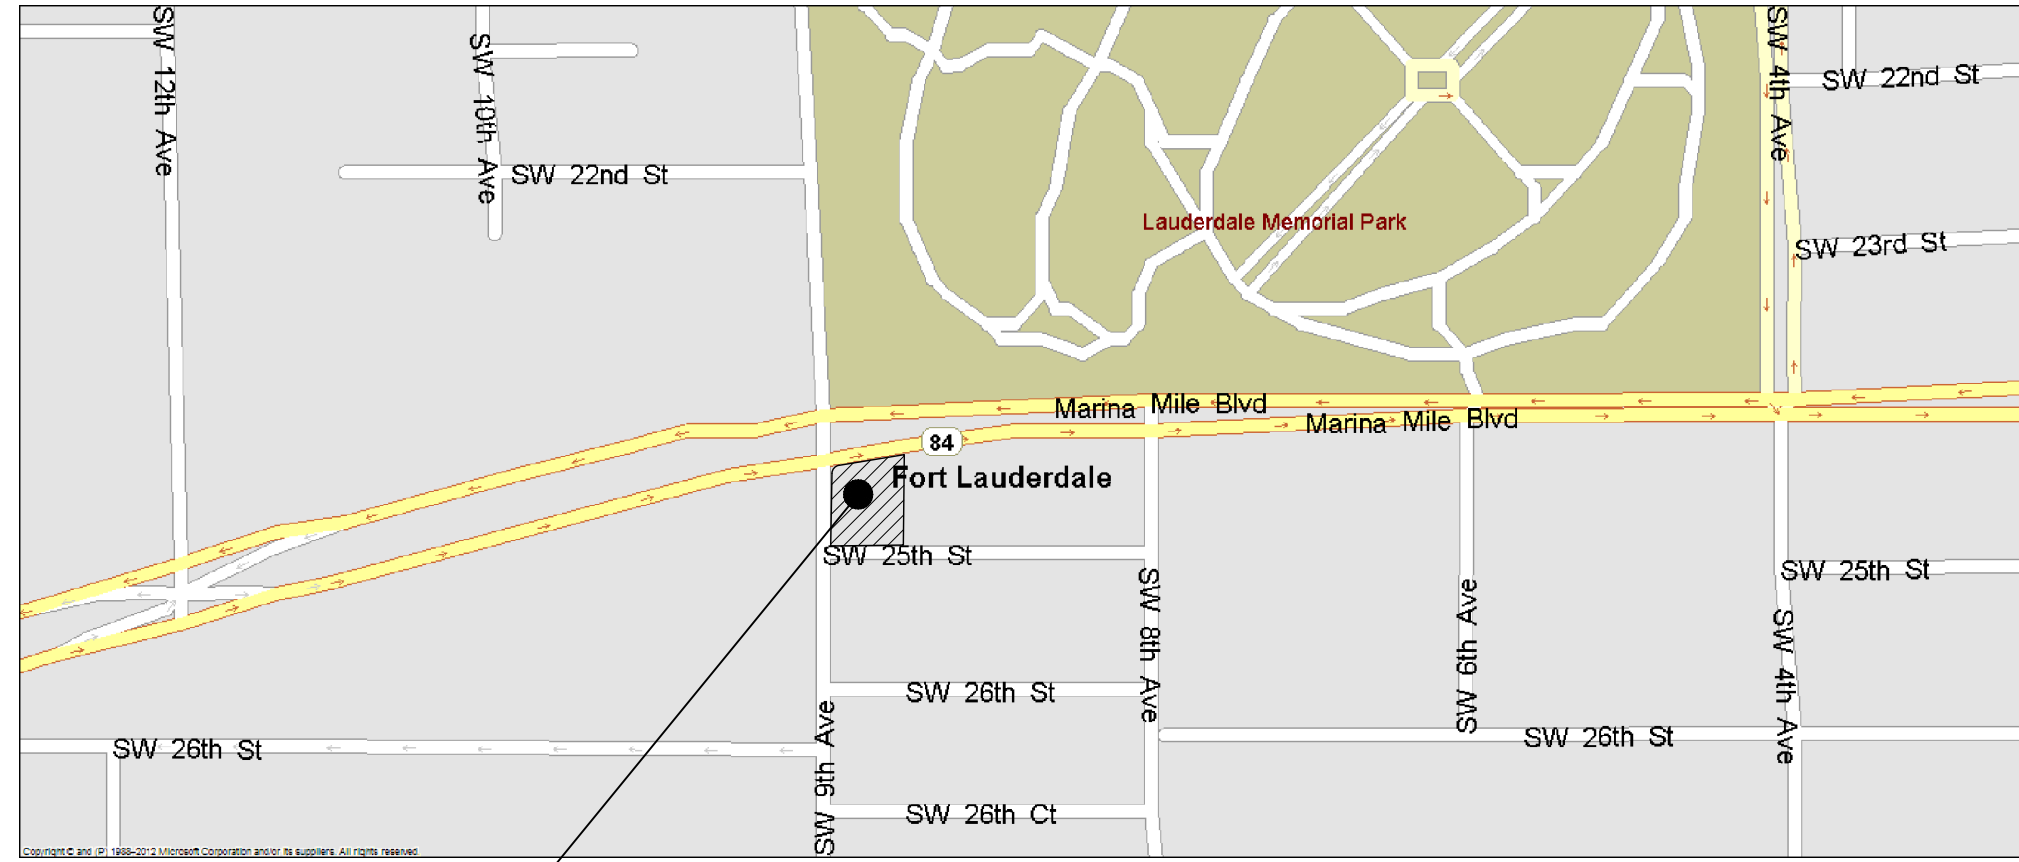 SW 12th Ave
SW 10th Ave
SW 4th Ave
SW 22nd St
SW 22nd St
Lauderdale Memorial Park
SW 23rd St
Marina Mile Blvd
Marina Mile Blvd
84
Fort Lauderdale
SW 25th St
SW 25th St
SW 8th Ave
SW 6th Ave
SW 4th Ave
SW 26th St
SW 26th St
SW 26th St
SW 9th Ave
SW 26th Ct
Copyright © and (P) 1988–2012 Microsoft Corporation and/or its suppliers. All rights reserved.